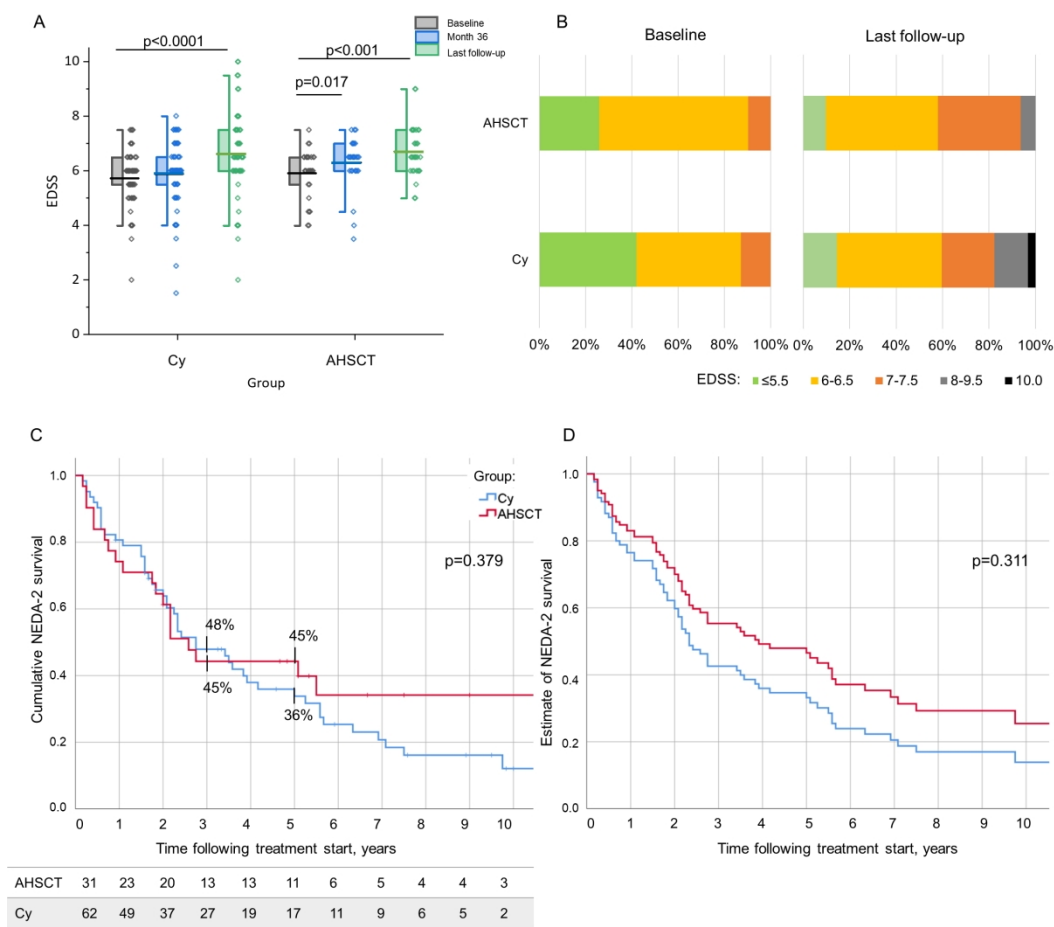 A
Baseline
Month 36
Last follow-up
p<0.0001
p<0.001
p=0.017
10
8
6
4
2
0
EDSS
Cy
AHSCT
Group
B
Baseline
Last follow-up
AHSCT
Cy
0% 20% 40% 60% 80% 100%
0% 20% 40% 60% 80% 100%
EDSS: ≤5.5 6-6.5 7-7.5 8-9.5 10.0
C
Cumulative NEDA-2 survival
1.0
0.8
0.6
0.4
0.2
0.0
Group:
Cy
AHSCT
p=0.379
48%
45%
45%
36%
0 1 2 3 4 5 6 7 8 9 10
Time following treatment start, years
AHSCT 31 23 20 13 13 11 6 5 4 4 3
Cy 62 49 37 27 19 17 11 9 6 5 2
D
Estimate of NEDA-2 survival
1.0
0.8
0.6
0.4
0.2
0.0
p=0.311
0 1 2 3 4 5 6 7 8 9 10
Time following treatment start, years